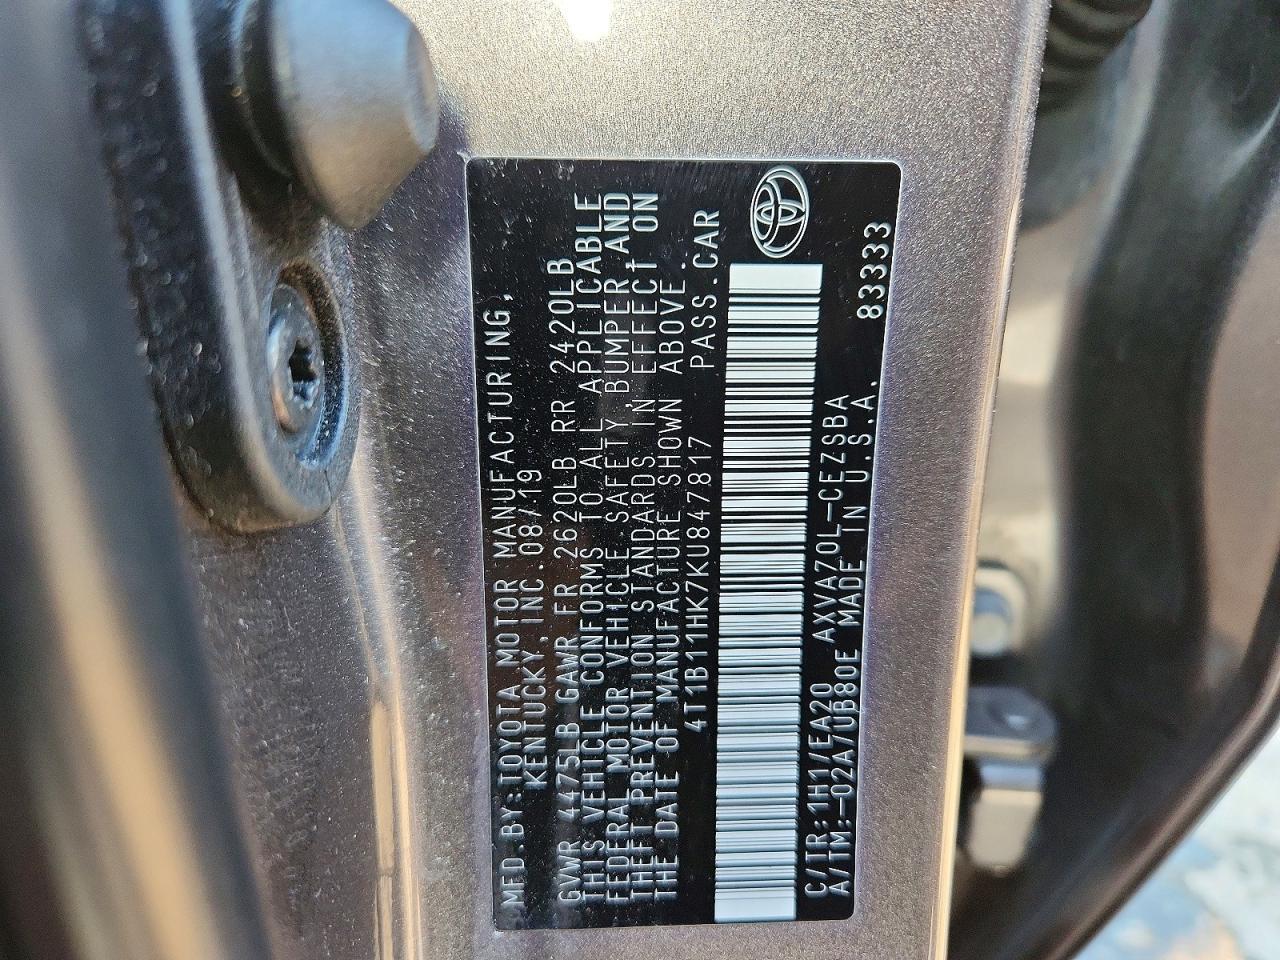 MFD.BY:TOYOTA MOTOR MANUFACTURING,
KENTUCKY, INC. 08/19
GVWR 4475LB GAWR FR 2620LB RR 2420LB
THIS VEHICLE CONFORMS TO ALL APPLICABLE
FEDERAL MOTOR VEHICLE SAFETY, BUMPER AND
THEFT PREVENTION STANDARDS IN EFFECT ON
THE DATE OF MANUFACTURE SHOWN ABOVE.
4T1B11HK7KU847817 PASS.CAR
C/TR:1H1/EA20 AXVA70L-CEZSBA
A/TM:-02A/UB80E MADE IN U.S.A. 83333